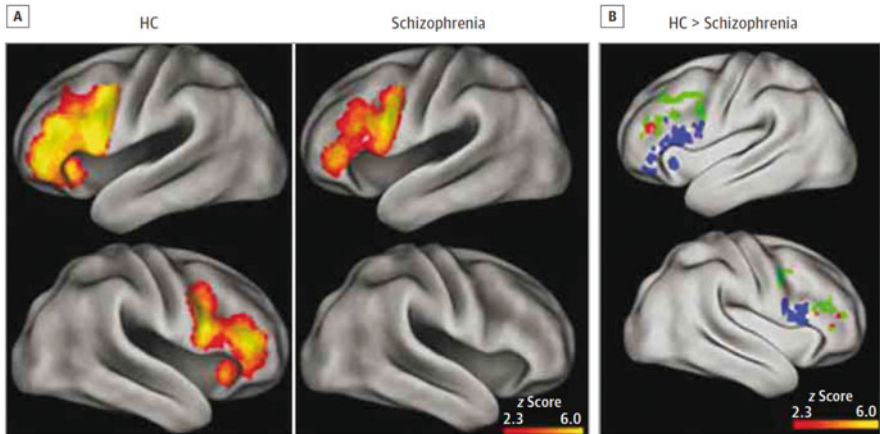 A
HC
Schizophrenia
B
HC > Schizophrenia
z Score
2.3 6.0
z Score
2.3 6.0